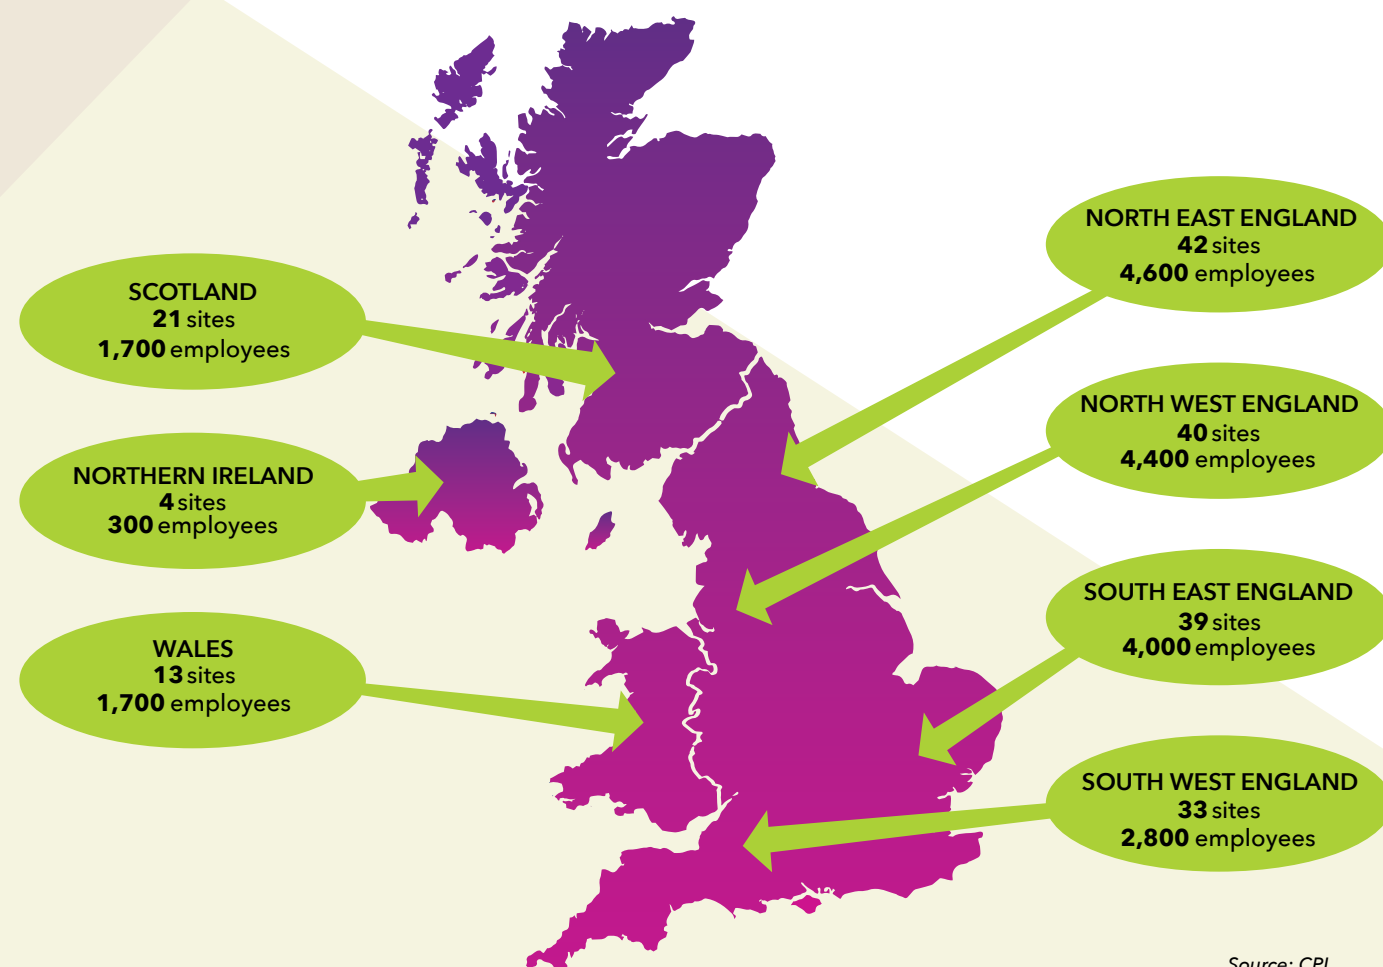 SCOTLAND
21 sites
1,700 employees
NORTHERN IRELAND
4 sites
300 employees
WALES
13 sites
1,700 employees
NORTH EAST ENGLAND
42 sites
4,600 employees
NORTH WEST ENGLAND
40 sites
4,400 employees
SOUTH EAST ENGLAND
39 sites
4,000 employees
SOUTH WEST ENGLAND
33 sites
2,800 employees
Source: CPI